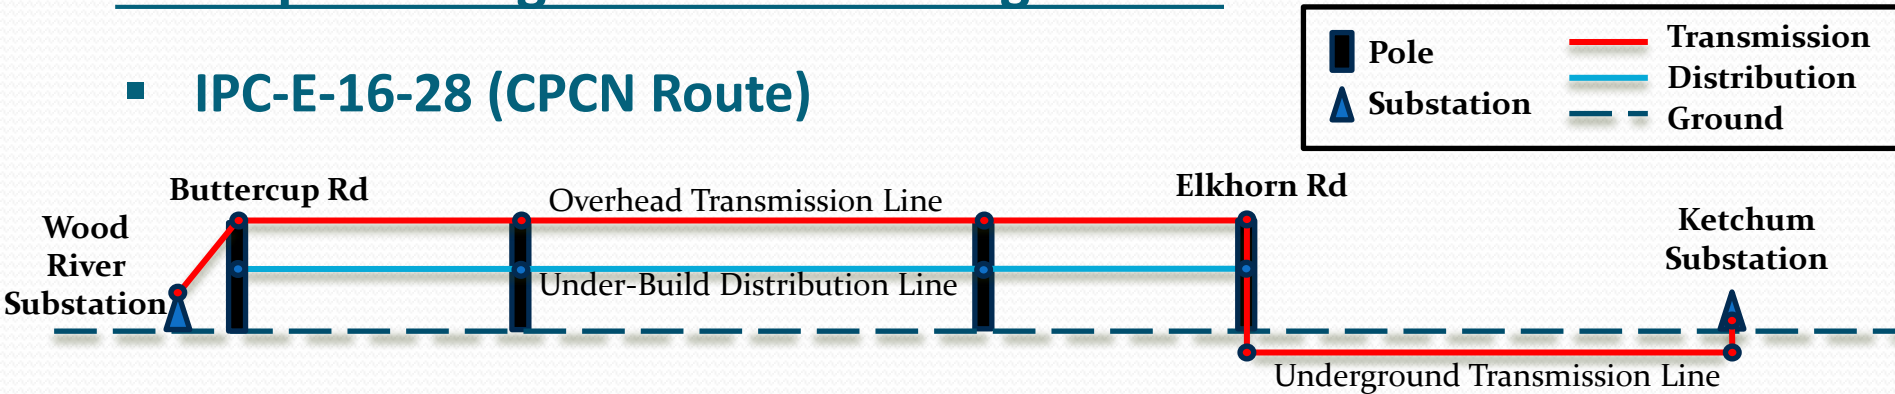 ▪ IPC-E-16-28 (CPCN Route)
Pole
Substation
Transmission
Distribution
Ground
Buttercup Rd
Overhead Transmission Line
Elkhorn Rd
Wood
River
Substation
Ketchum
Substation
Under-Build Distribution Line
Underground Transmission Line